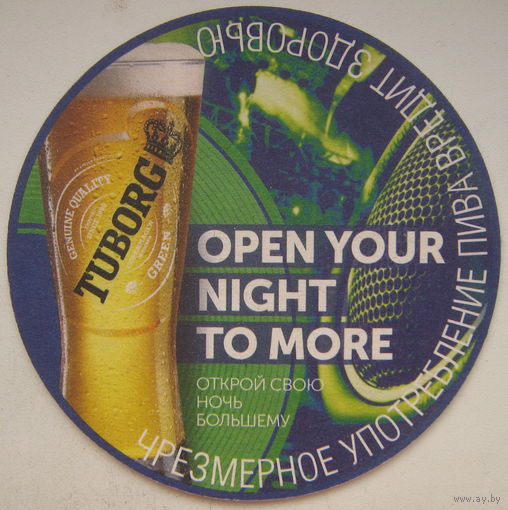 GENUINE QUALITY
TUBORG
GREEN
OPEN YOUR
NIGHT
TO MORE
ОТКРОЙ СВОЮ
НОЧЬ
БОЛЬШЕМУ
ЧРЕЗМЕРНОЕ УПОТРЕБЛЕНИЕ ПИВА ВРЕДИТ ЗДОРОВЬЮ
www.ay.by